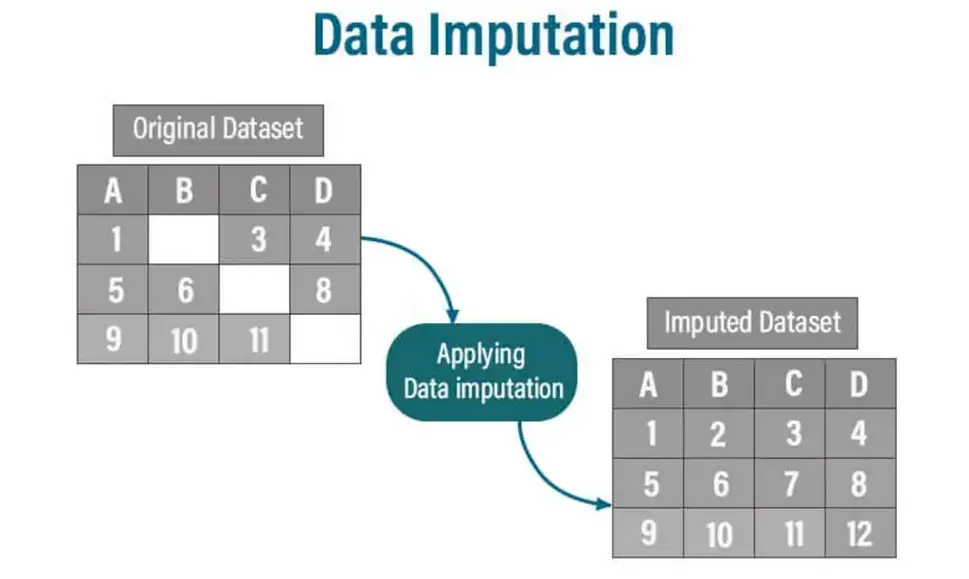 Data Imputation
Original Dataset
A B C D
1 3 4
5 6 8
9 10 11
Applying
Data imputation
Imputed Dataset
A B C D
1 2 3 4
5 6 7 8
9 10 11 12